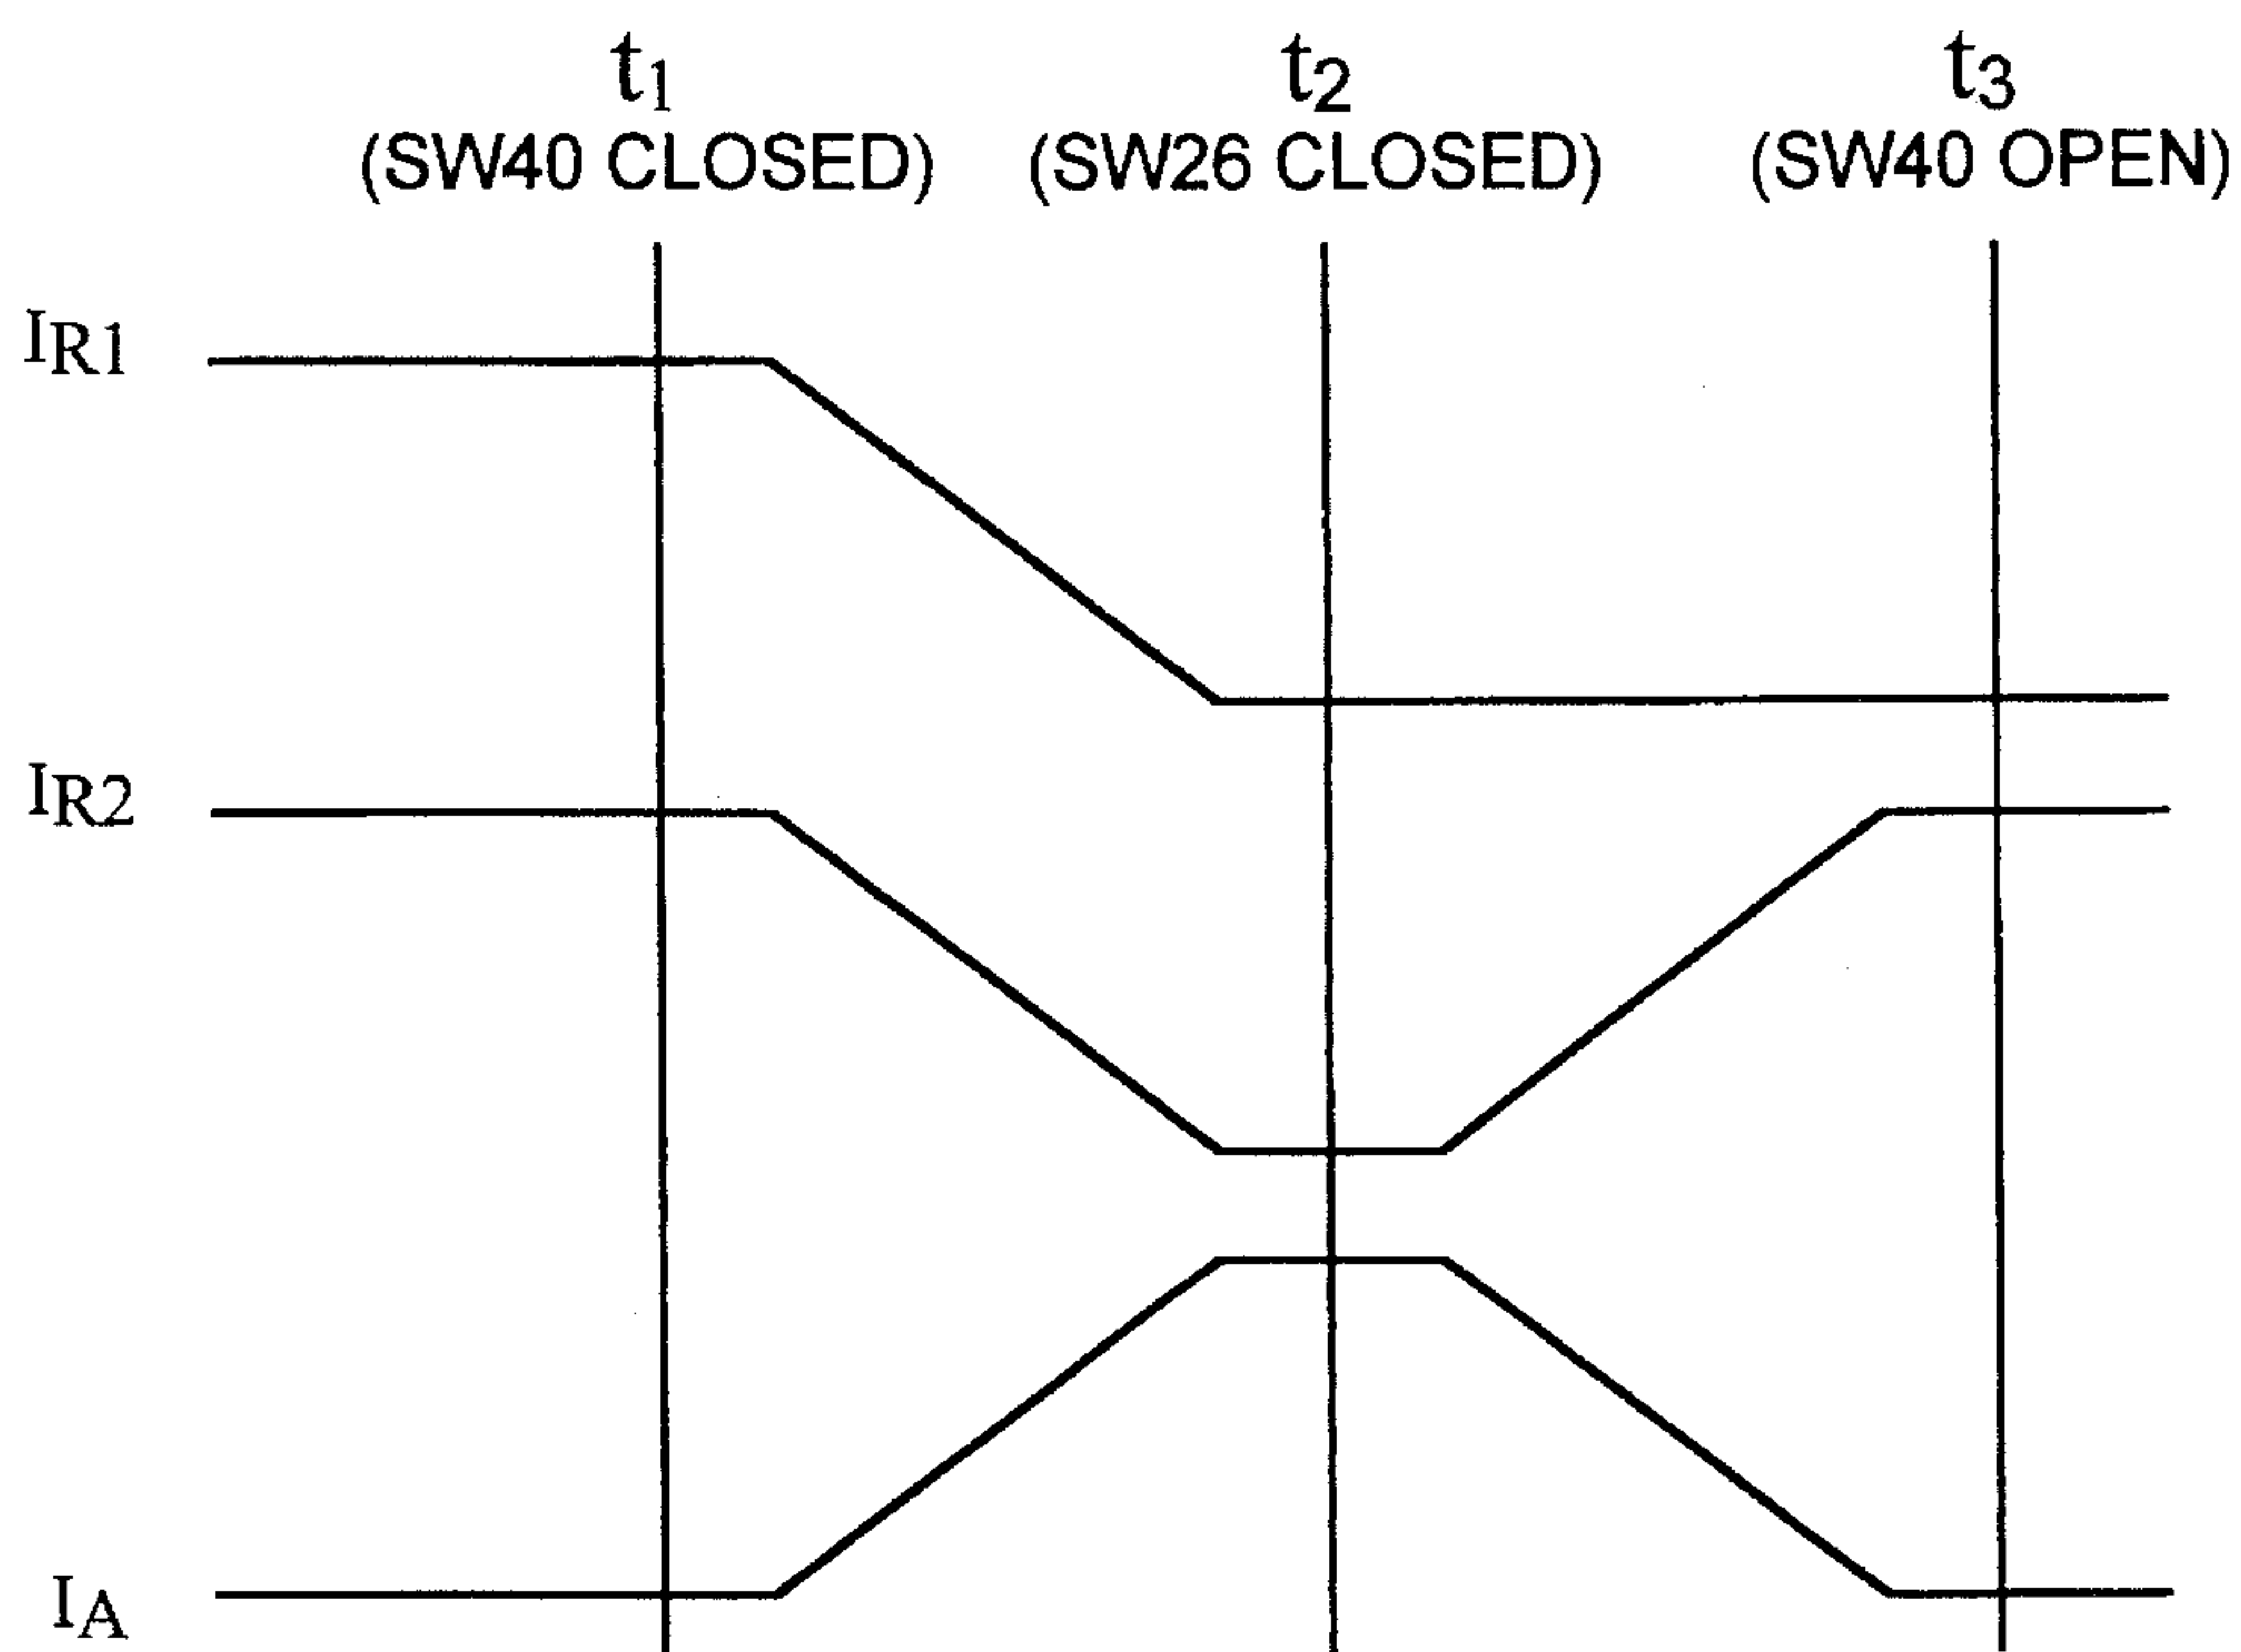 t1 t2 t3
(SW40 CLOSED) (SW26 CLOSED) (SW40 OPEN)
IR1
IR2
IA